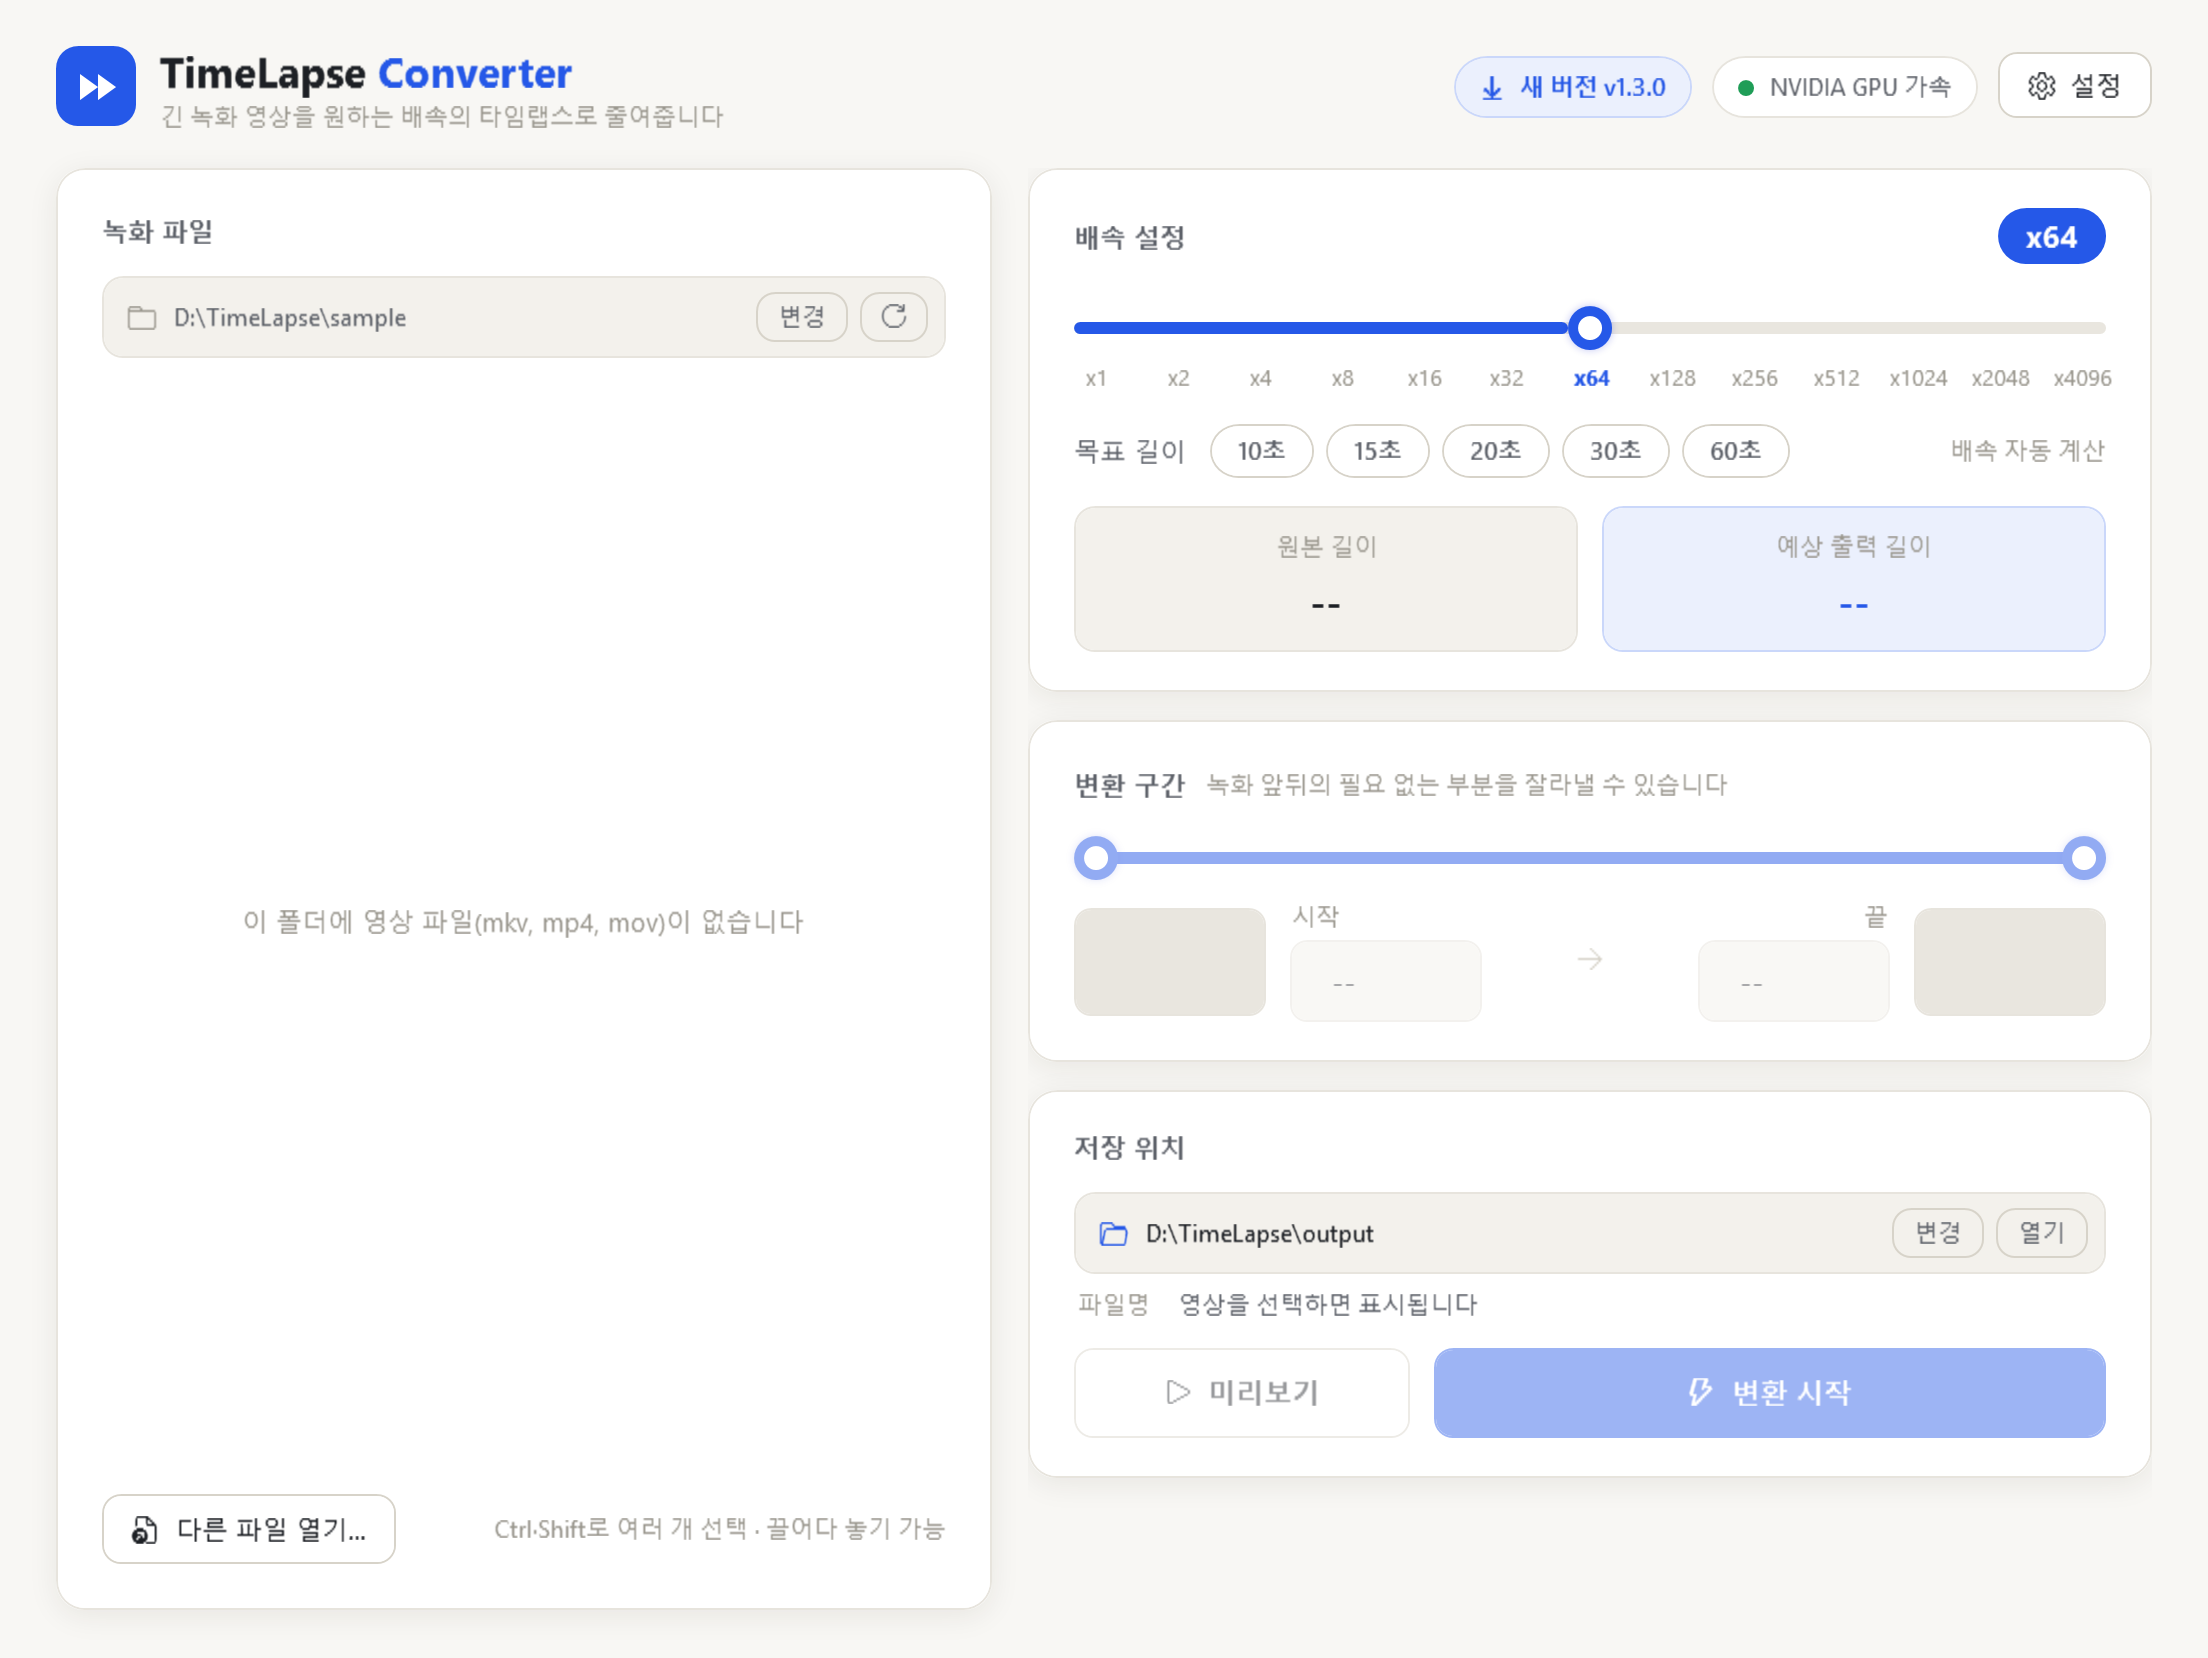 TimeLapse Converter
긴 녹화 영상을 원하는 배속의 타임랩스로 줄여줍니다
새 버전 v1.3.0
NVIDIA GPU 가속
설정
녹화 파일
D:\TimeLapse\sample
변경
이 폴더에 영상 파일(mkv, mp4, mov)이 없습니다
다른 파일 열기...
Ctrl·Shift로 여러 개 선택 · 끌어다 놓기 가능
배속 설정
x64
x1 x2 x4 x8 x16 x32 x64 x128 x256 x512 x1024 x2048 x4096
목표 길이 10초 15초 20초 30초 60초 배속 자동 계산
원본 길이
--
예상 출력 길이
--
변환 구간 녹화 앞뒤의 필요 없는 부분을 잘라낼 수 있습니다
시작
--
→
끝
--
저장 위치
D:\TimeLapse\output
변경
열기
파일명 영상을 선택하면 표시됩니다
미리보기
변환 시작